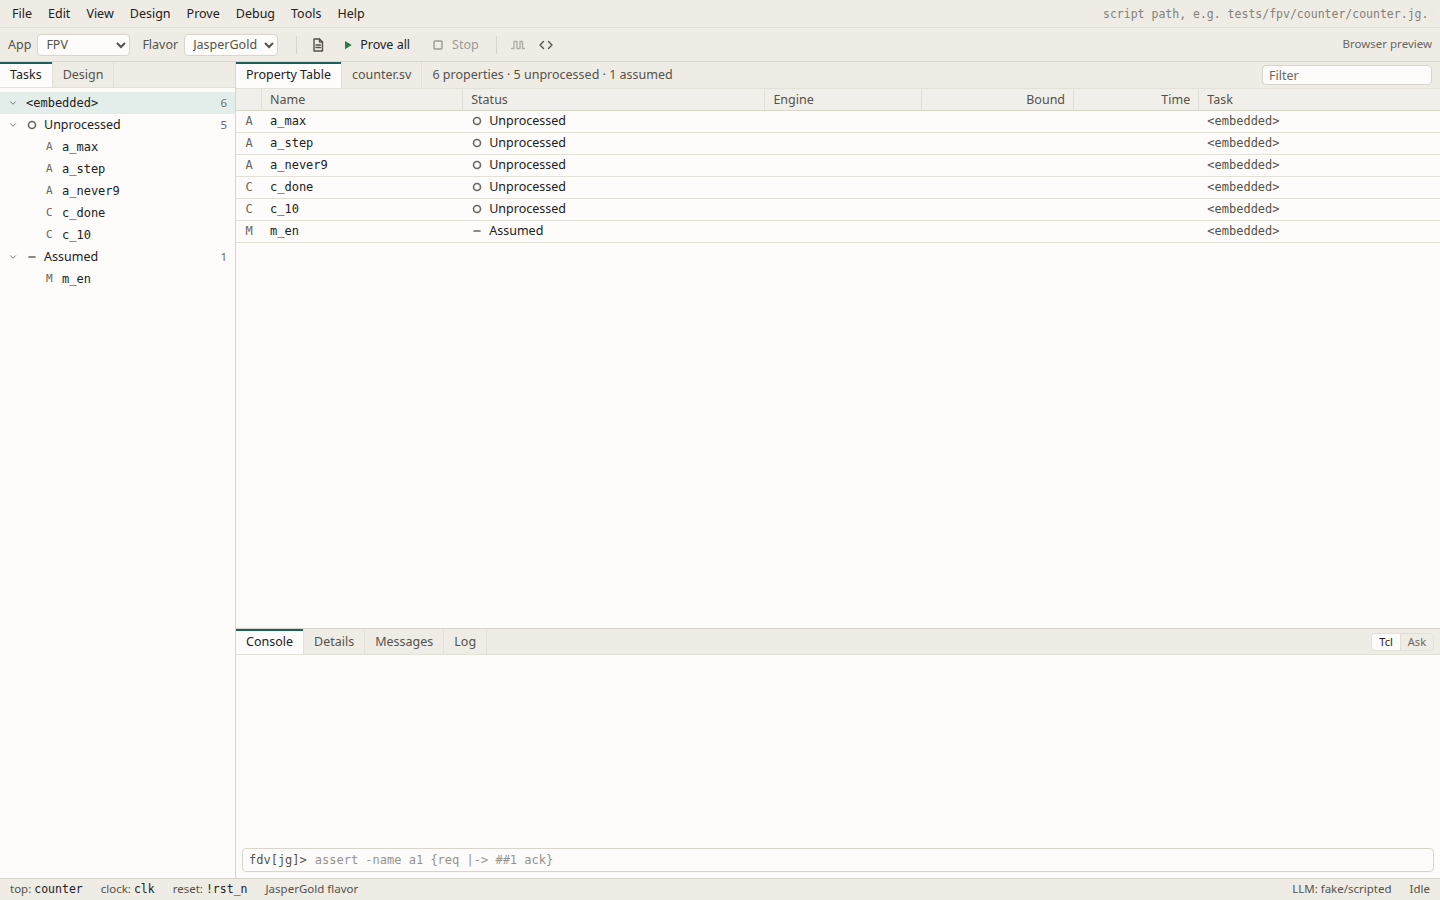 File Edit View Design Prove Debug Tools Help script path, e.g. tests/fpv/counter/counter.jg.
App FPV Flavor JasperGold Prove all Stop Browser preview
Tasks Design Property Table counter.sv 6 properties · 5 unprocessed · 1 assumed Filter
<embedded> 6
Unprocessed 5
A a_max
A a_step
A a_never9
C c_done
C c_10
Assumed 1
M m_en
Name Status Engine Bound Time Task
A a_max Unprocessed <embedded>
A a_step Unprocessed <embedded>
A a_never9 Unprocessed <embedded>
C c_done Unprocessed <embedded>
C c_10 Unprocessed <embedded>
M m_en Assumed <embedded>
Console Details Messages Log Tcl Ask
fdv[jg]> assert -name a1 {req |-> ##1 ack}
top: counter clock: clk reset: !rst_n JasperGold flavor LLM: fake/scripted Idle